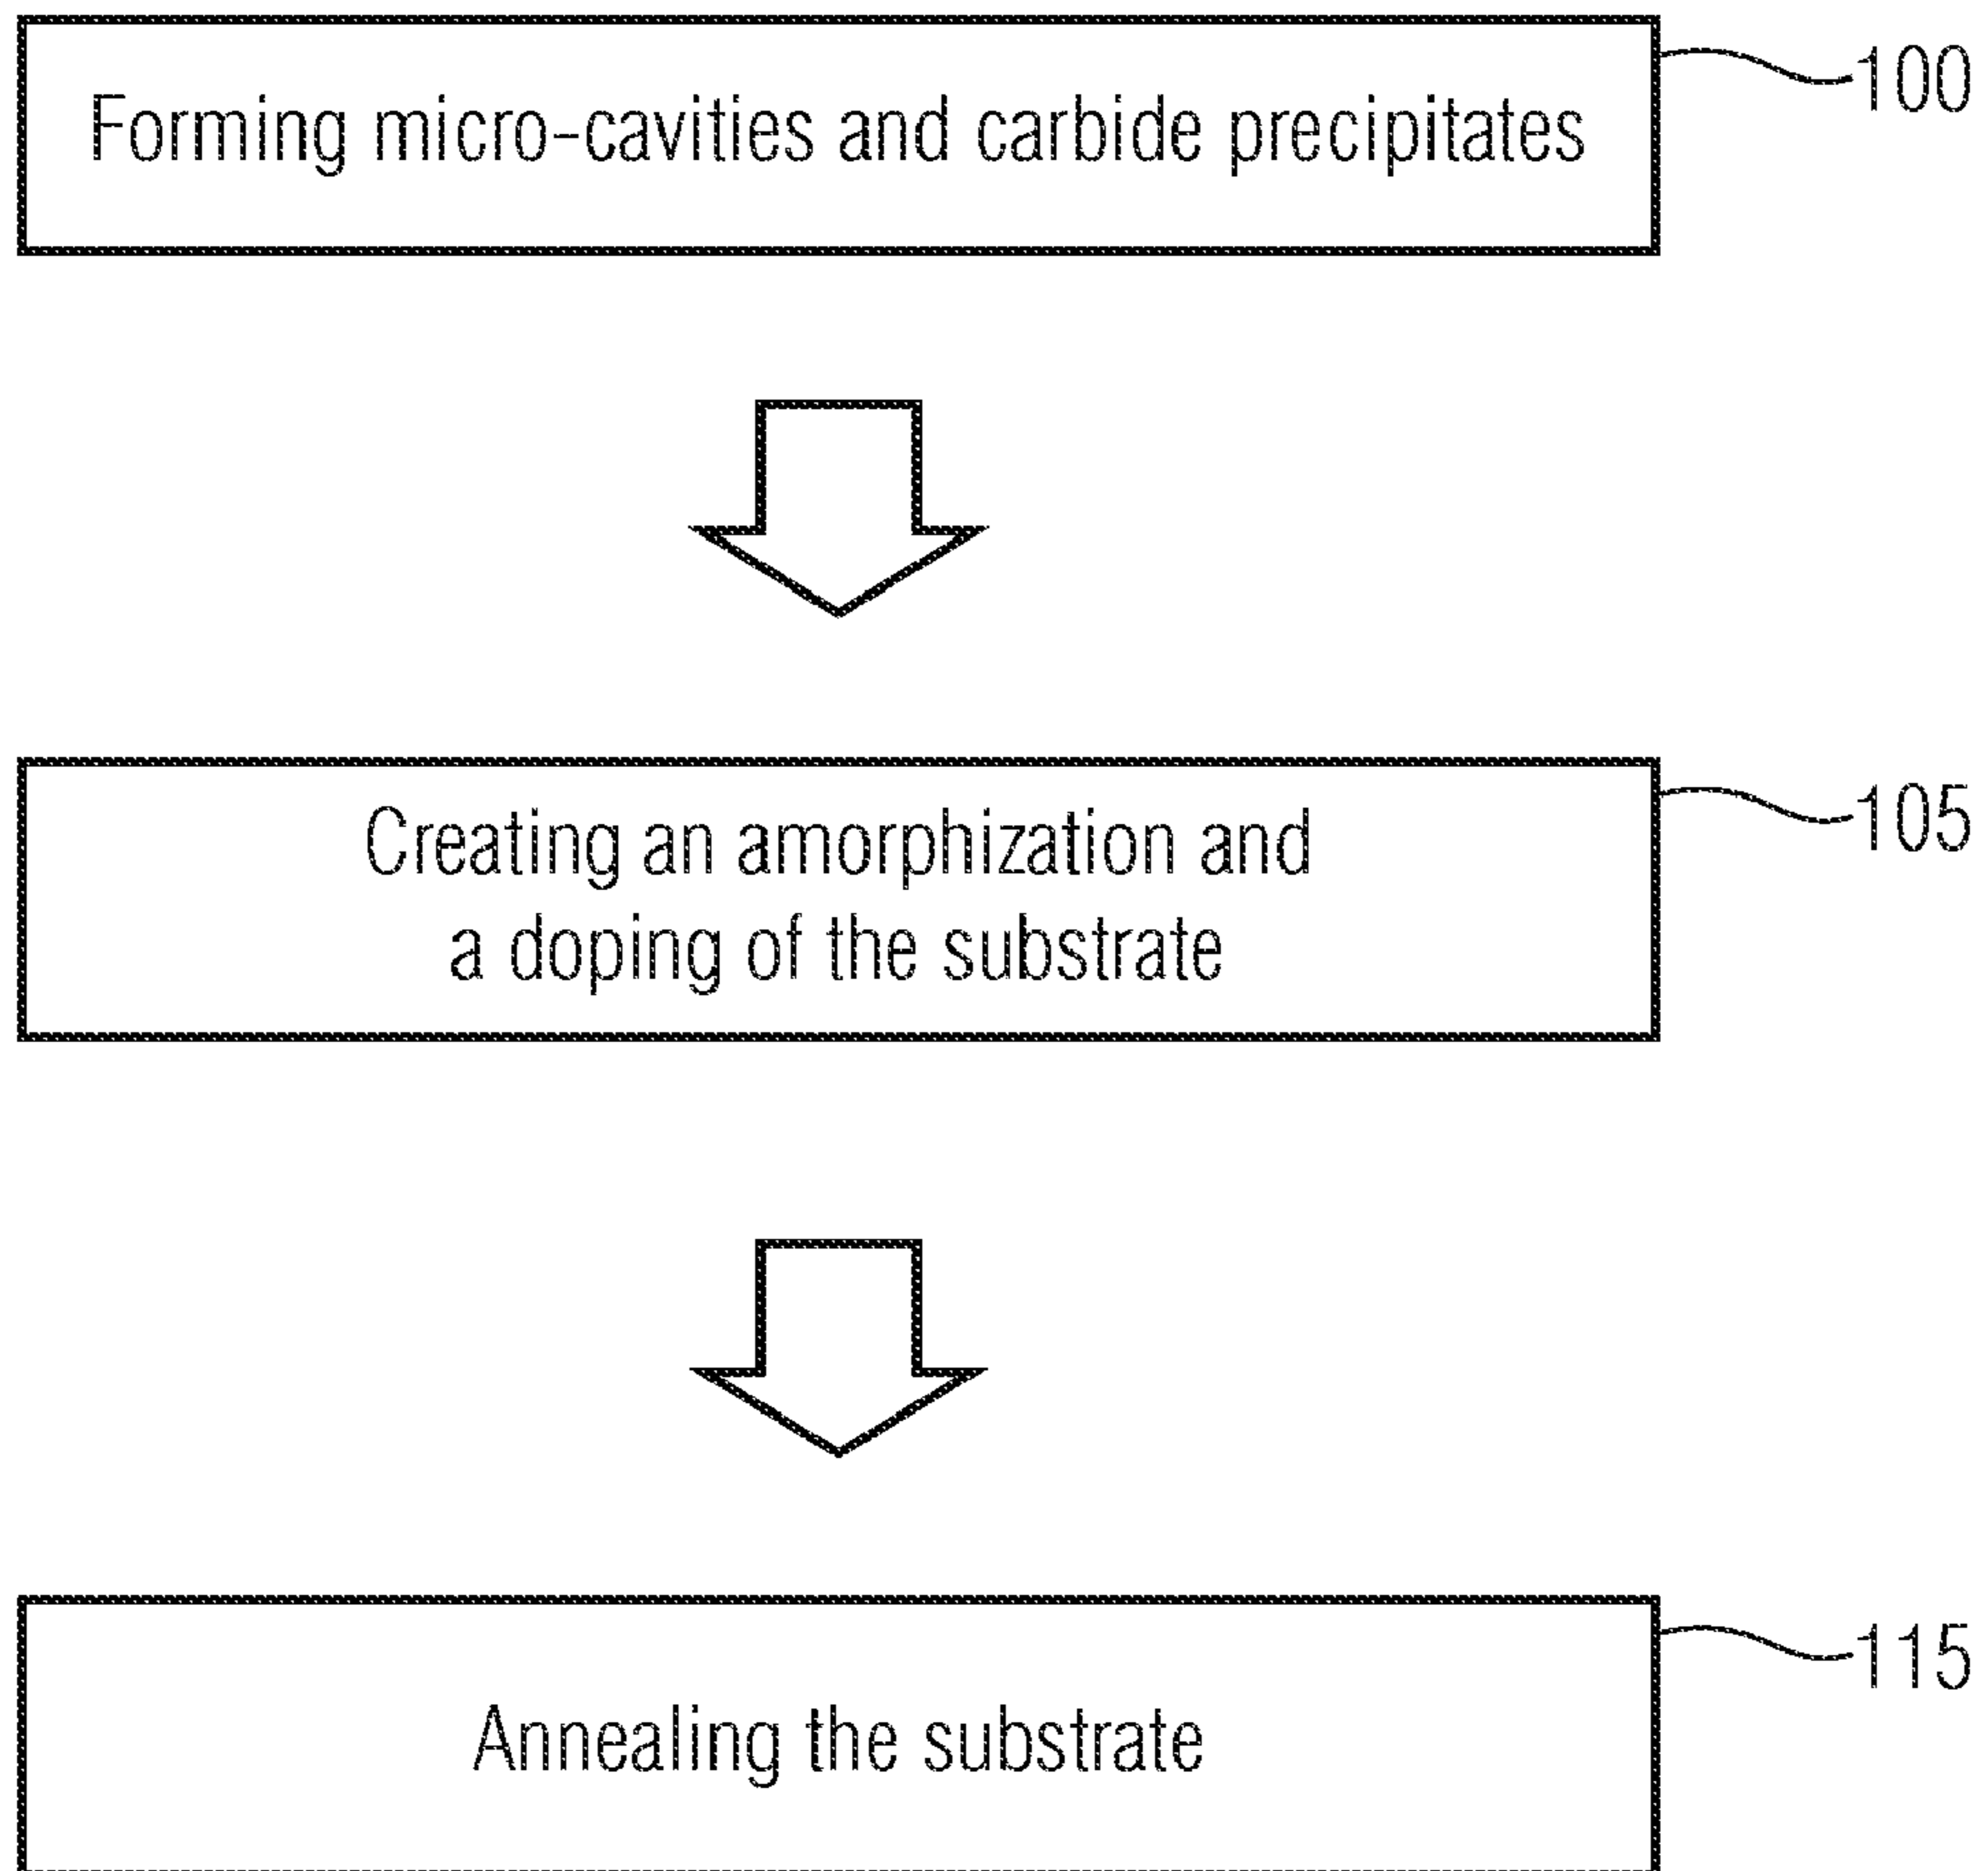 Forming micro-cavities and carbide precipitates
100
Creating an amorphization and
a doping of the substrate
105
Annealing the substrate
115